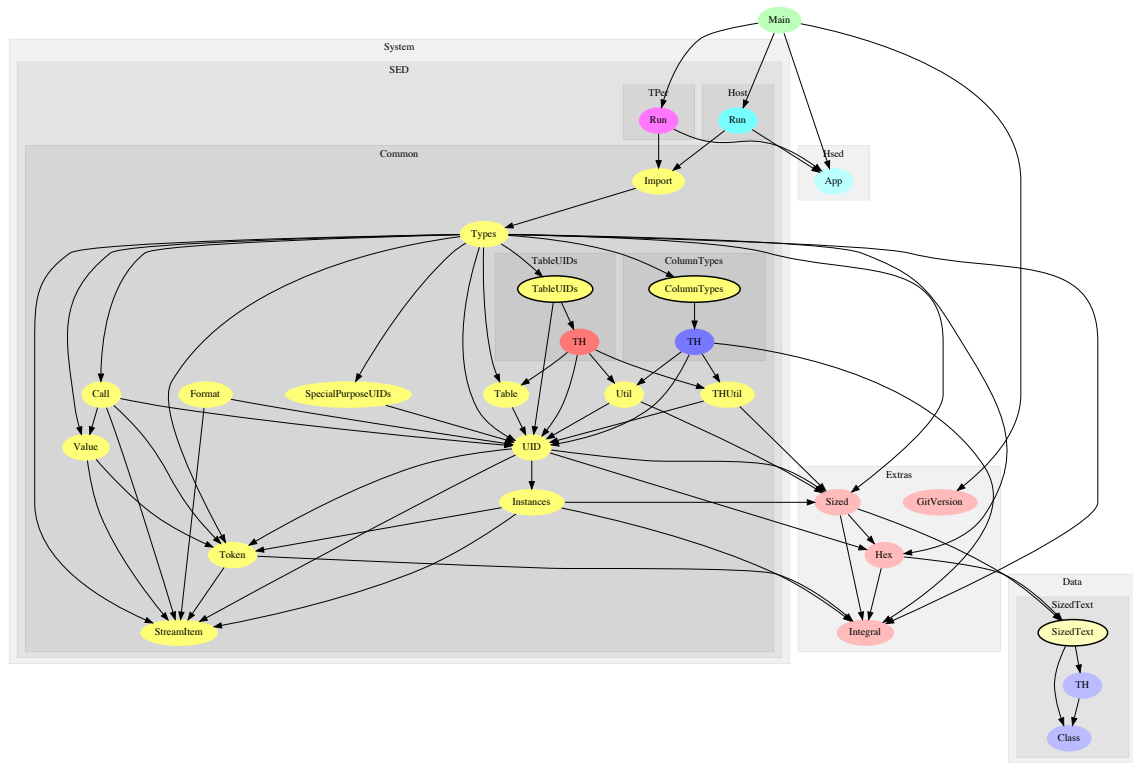 Main
System
SED
TPer
Host
Run
Run
Common
Hsed
Import
App
Types
TableUIDs
ColumnTypes
TableUIDs
ColumnTypes
TH
TH
Call
Format
SpecialPurposeUIDs
Table
Util
THUtil
Value
UID
Extras
Instances
Sized
GitVersion
Token
Hex
Data
SizedText
StreamItem
Integral
SizedText
TH
Class